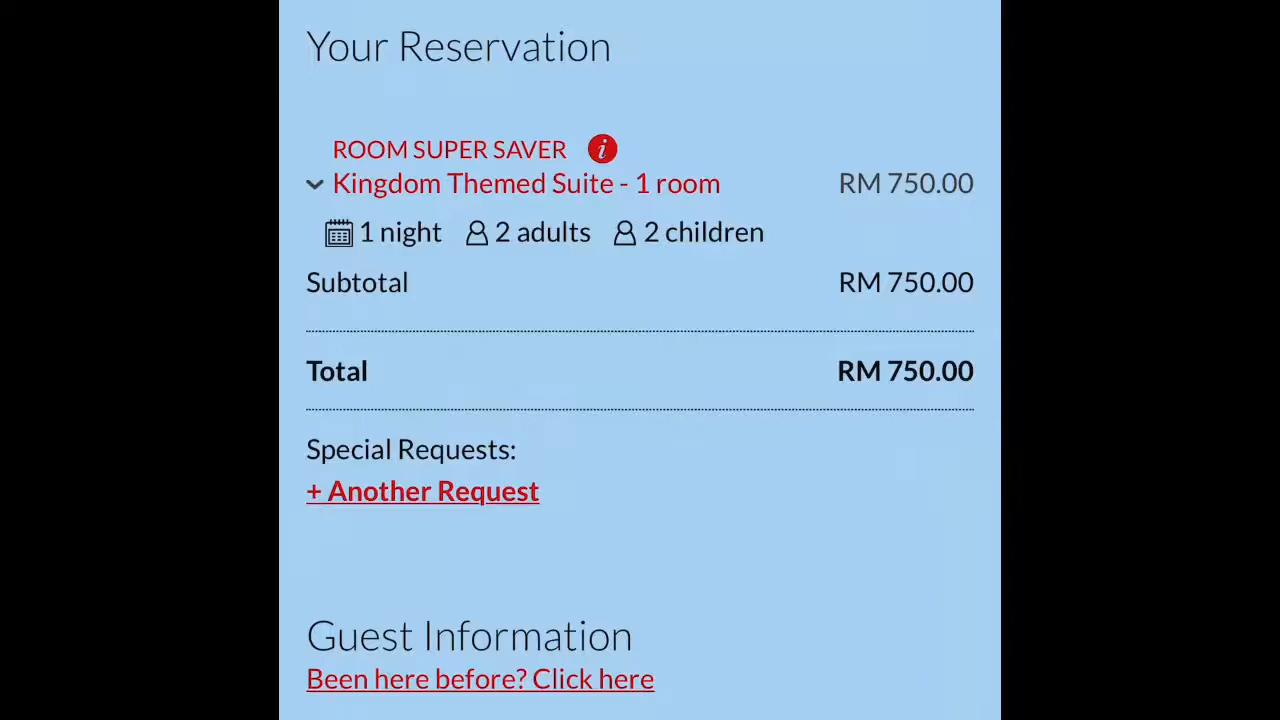 Your Reservation
ROOM SUPER SAVER i
Kingdom Themed Suite - 1 room RM 750.00
1 night 2 adults 2 children
Subtotal RM 750.00
Total RM 750.00
Special Requests:
+ Another Request
Guest Information
Been here before? Click here